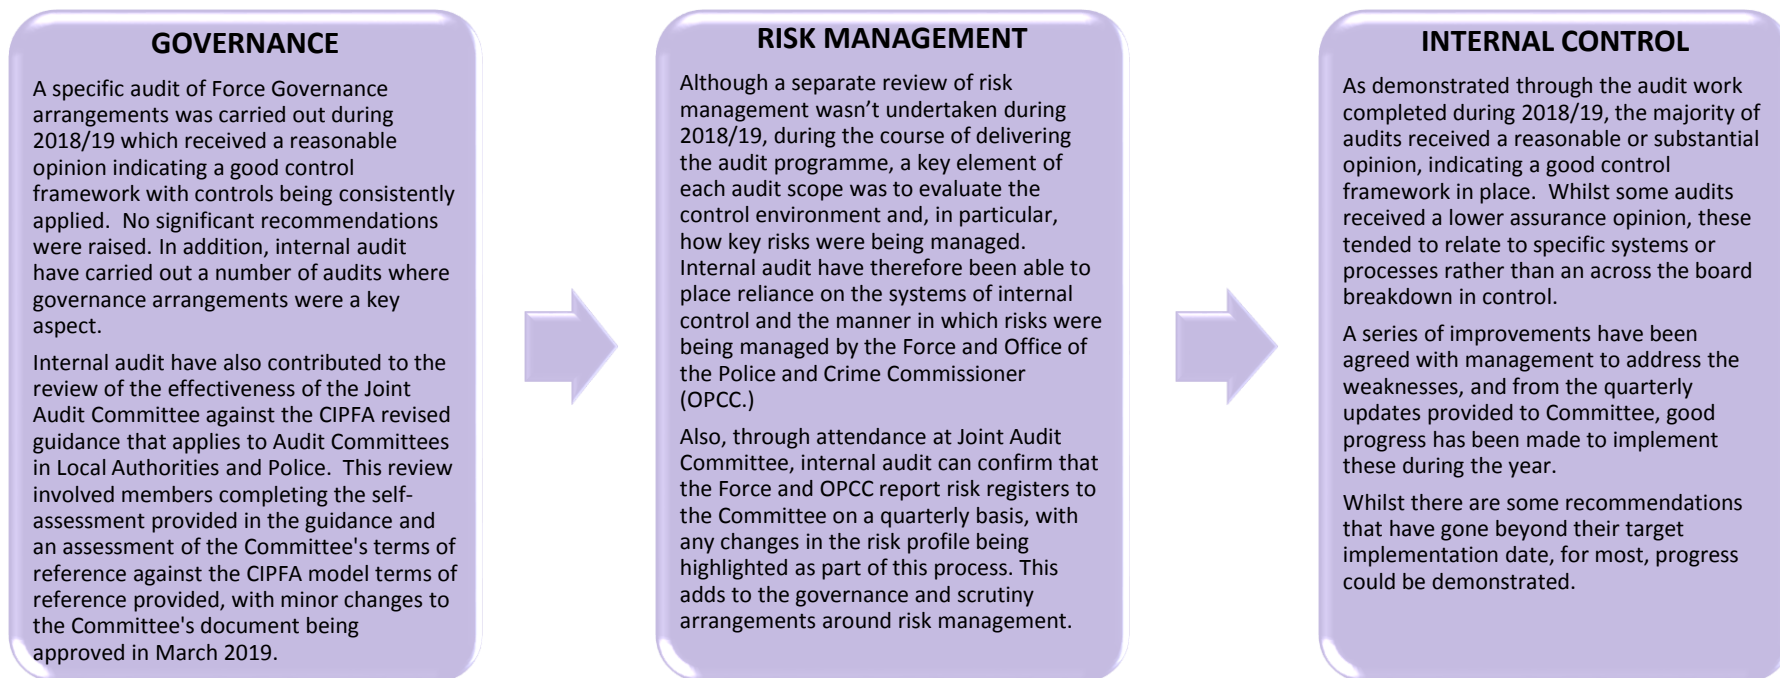 GOVERNANCE
A specific audit of Force Governance
arrangements was carried out during
2018/19 which received a reasonable
opinion indicating a good control
framework with controls being consistently
applied.  No significant recommendations
were raised. In addition, internal audit
have carried out a number of audits where
governance arrangements were a key
aspect.
Internal audit have also contributed to the
review of the effectiveness of the Joint
Audit Committee against the CIPFA revised
guidance that applies to Audit Committees
in Local Authorities and Police.  This review
involved members completing the self-
assessment provided in the guidance and
an assessment of the Committee's terms of
reference against the CIPFA model terms of
reference provided, with minor changes to
the Committee's document being
approved in March 2019.
RISK MANAGEMENT
Although a separate review of risk
management wasn't undertaken during
2018/19, during the course of delivering
the audit programme, a key element of
each audit scope was to evaluate the
control environment and, in particular,
how key risks were being managed.
Internal audit have therefore been able to
place reliance on the systems of internal
control and the manner in which risks were
being managed by the Force and Office of
the Police and Crime Commissioner
(OPCC.)
Also, through attendance at Joint Audit
Committee, internal audit can confirm that
the Force and OPCC report risk registers to
the Committee on a quarterly basis, with
any changes in the risk profile being
highlighted as part of this process. This
adds to the governance and scrutiny
arrangements around risk management.
INTERNAL CONTROL
As demonstrated through the audit work
completed during 2018/19, the majority of
audits received a reasonable or substantial
opinion, indicating a good control
framework in place.  Whilst some audits
received a lower assurance opinion, these
tended to relate to specific systems or
processes rather than an across the board
breakdown in control.
A series of improvements have been
agreed with management to address the
weaknesses, and from the quarterly
updates provided to Committee, good
progress has been made to implement
these during the year.
Whilst there are some recommendations
that have gone beyond their target
implementation date, for most, progress
could be demonstrated.